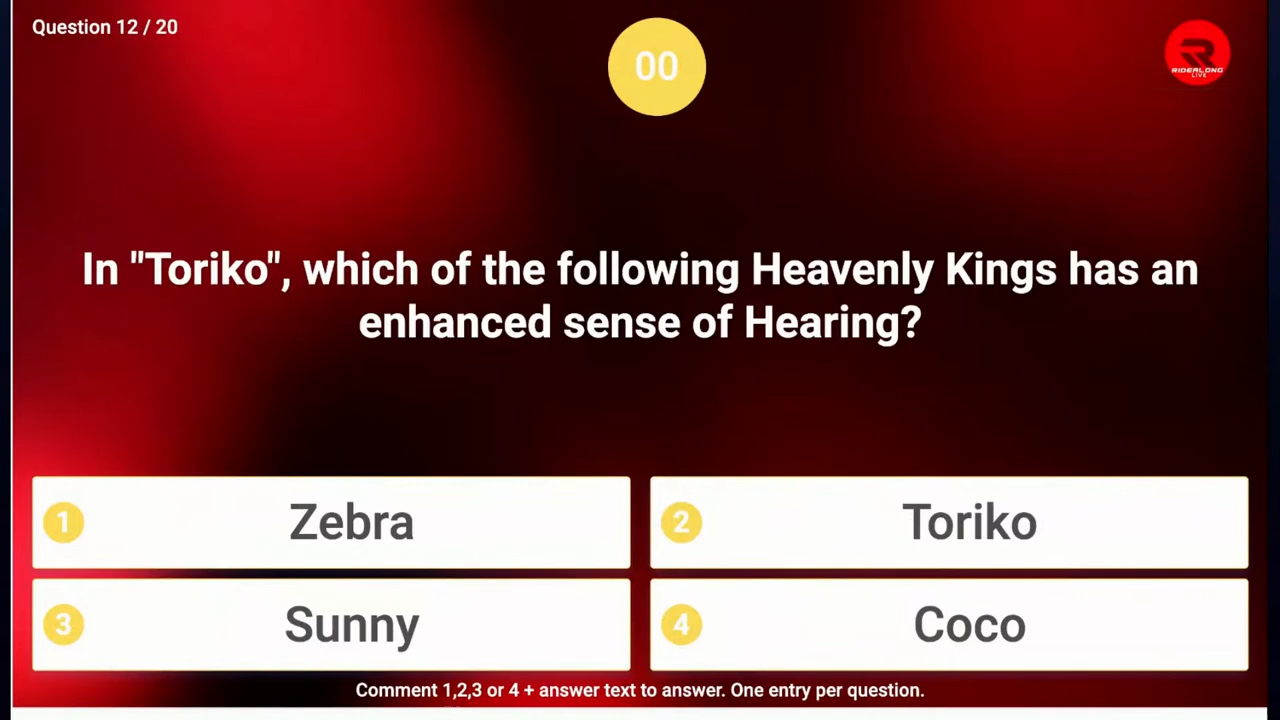 Question 12 / 20
00
RIDEALONG
LIVE
In "Toriko", which of the following Heavenly Kings has an
enhanced sense of Hearing?
1 Zebra
2 Toriko
3 Sunny
4 Coco
Comment 1,2,3 or 4 + answer text to answer. One entry per question.